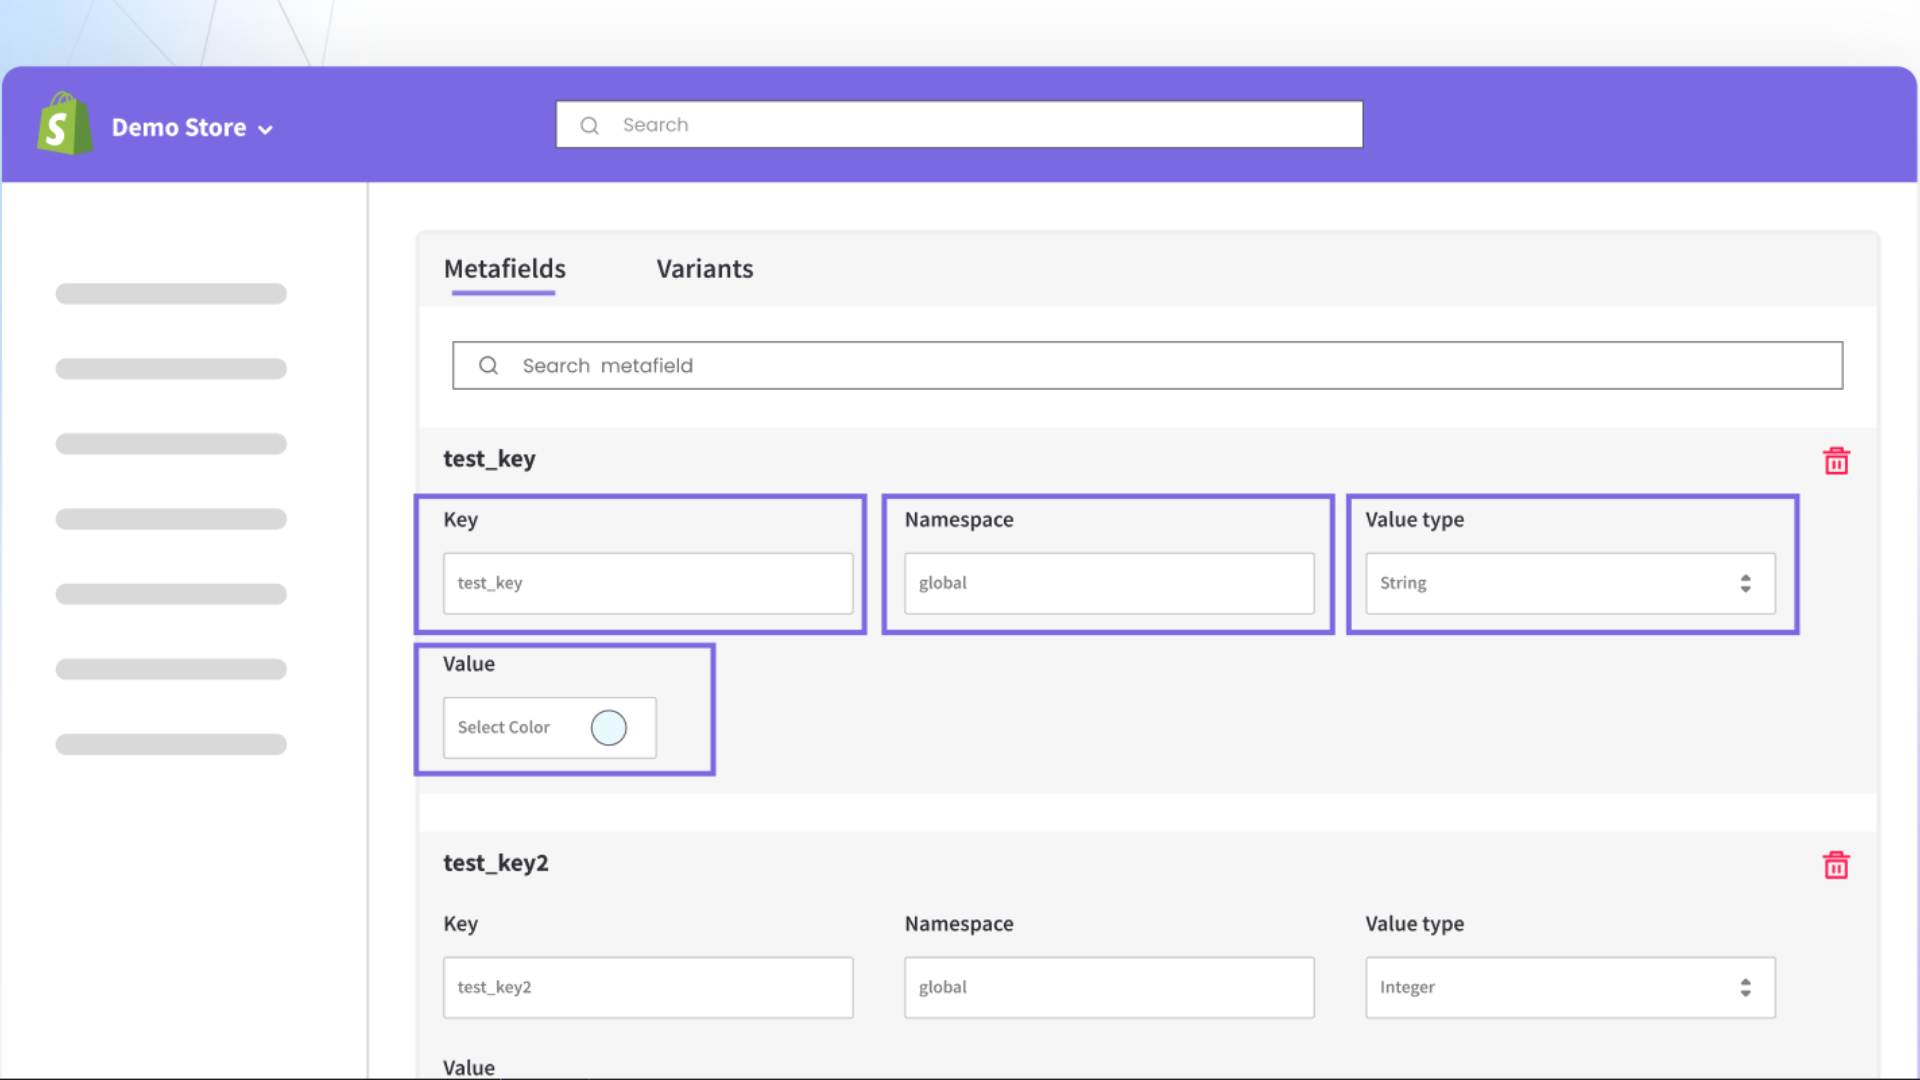 S
Demo Store
Search
Metafields Variants
Search metafield
test_key
Key Namespace Value type
test_key global String
Value
Select Color
test_key2
Key Namespace Value type
test_key2 global Integer
Value